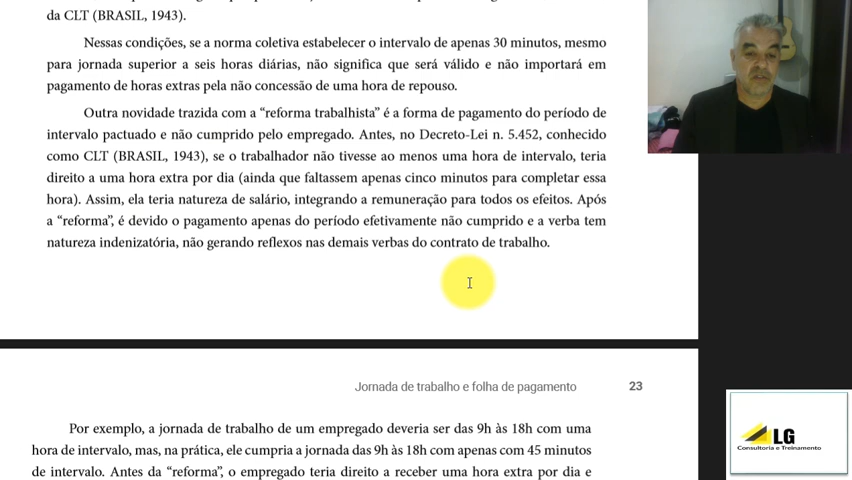 da CLT (BRASIL, 1943).
Nessas condições, se a norma coletiva estabelecer o intervalo de apenas 30 minutos, mesmo
para jornada superior a seis horas diárias, não significa que será válido e não importará em
pagamento de horas extras pela não concessão de uma hora de repouso.
Outra novidade trazida com a “reforma trabalhista” é a forma de pagamento do período de
intervalo pactuado e não cumprido pelo empregado. Antes, no Decreto-Lei n. 5.452, conhecido
como CLT (BRASIL, 1943), se o trabalhador não tivesse ao menos uma hora de intervalo, teria
direito a uma hora extra por dia (ainda que faltassem apenas cinco minutos para completar essa
hora). Assim, ela teria natureza de salário, integrando a remuneração para todos os efeitos. Após
a “reforma”, é devido o pagamento apenas do período efetivamente não cumprido e a verba tem
natureza indenizatória, não gerando reflexos nas demais verbas do contrato de trabalho.
Jornada de trabalho e folha de pagamento 23
Por exemplo, a jornada de trabalho de um empregado deveria ser das 9h às 18h com uma
hora de intervalo, mas, na prática, ele cumpria a jornada das 9h às 18h com apenas com 45 minutos
de intervalo. Antes da “reforma”, o empregado teria direito a receber uma hora extra por dia e
LG
Consultoria e Treinamento